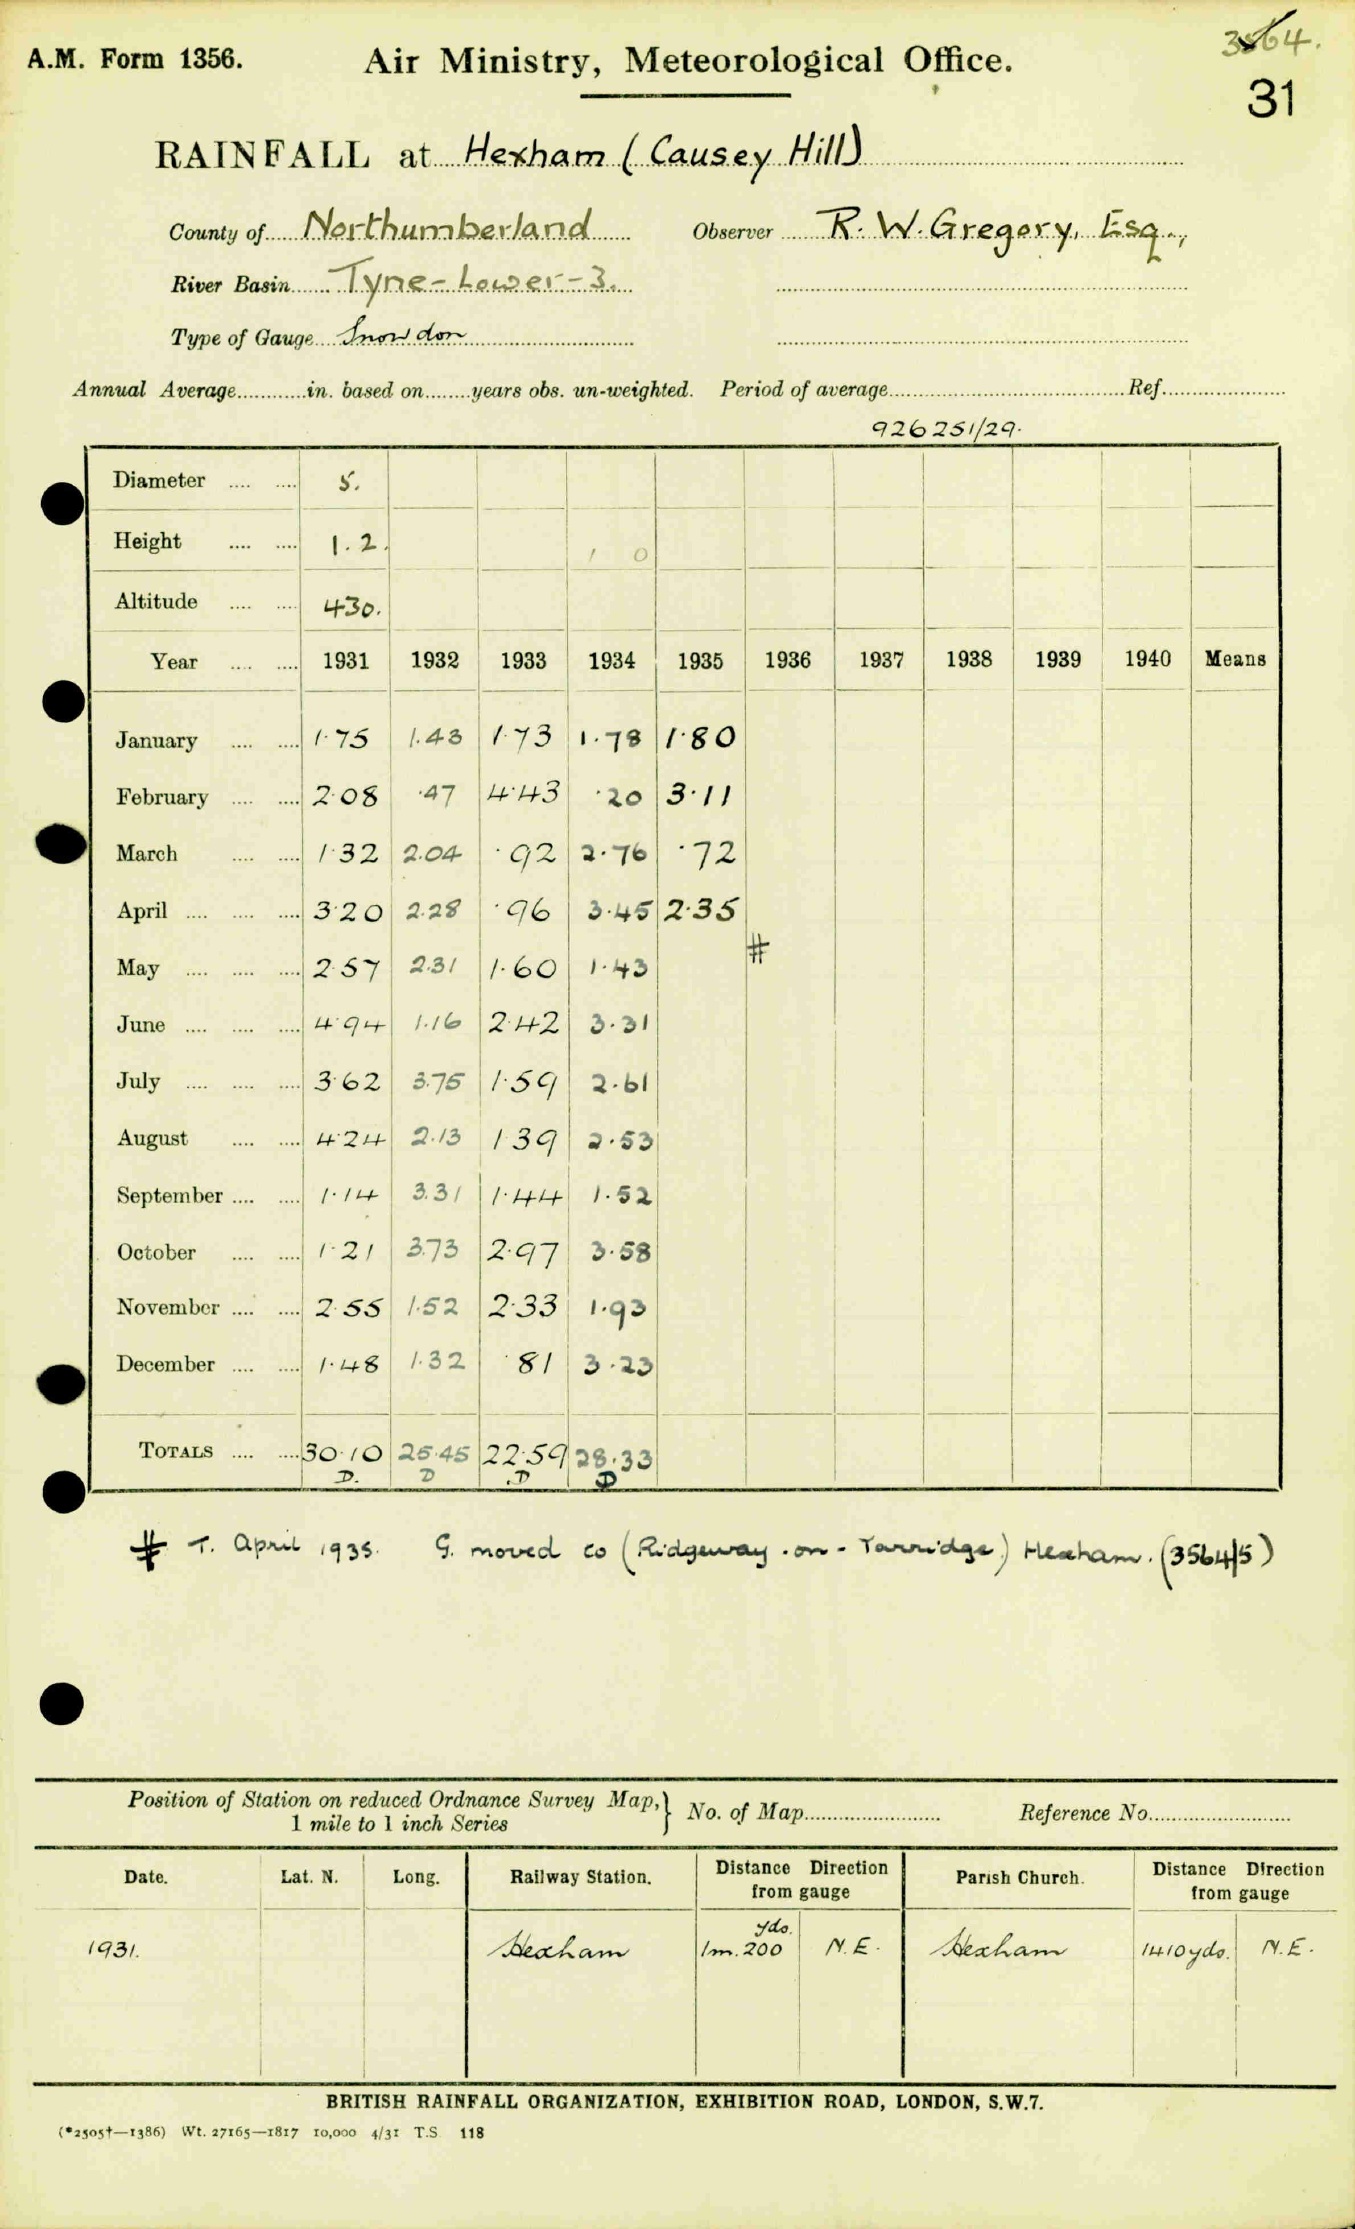 3564.
A.M. Form 1356. Air Ministry, Meteorological Office.
31
RAINFALL at Hexham (Causey Hill)
County of Northumberland Observer R. W. Gregory, Esq.,
River Basin Tyne-Lower-3.
Type of Gauge Snowdon
Annual Average............in. based on........years obs. un-weighted. Period of average.......................................Ref.....................
926251/29.
Diameter .... .... 5.
Height .... .... 1.2. 1 0
Altitude .... .... 430.
Year .... .... 1931 1932 1933 1934 1935 1936 1937 1938 1939 1940 Means
January .... .... 1.75 1.43 1.73 1.78 1.80
February .... .... 2.08 .47 4.43 .20 3.11
March .... .... 1.32 2.04 .92 2.76 .72
April .... .... .... 3.20 2.28 .96 3.45 2.35
May .... .... .... 2.57 2.31 1.60 1.43 #
June .... .... .... 4.94 1.16 2.42 3.31
July .... .... .... 3.62 3.75 1.59 2.61
August .... .... 4.24 2.13 1.39 2.53
September .... .... 1.14 3.31 1.44 1.52
October .... .... 1.21 3.73 2.97 3.58
November .... .... 2.55 1.52 2.33 1.93
December .... .... 1.48 1.32 .81 3.23
TOTALS .... .... 30.10 25.45 22.59 28.33
D. D D D
# T. April 1935. G. moved to (Ridgeway-on-Tarridge) Hexham. (3564/5)
Position of Station on reduced Ordnance Survey Map, } No. of Map........................ Reference No.........................
1 mile to 1 inch Series
Date. Lat. N. Long. Railway Station. Distance Direction from gauge Parish Church. Distance Direction from gauge
1931. Hexham 1m. 200 yds. N.E. Hexham 1410 yds. N.E.
BRITISH RAINFALL ORGANIZATION, EXHIBITION ROAD, LONDON, S.W.7.
(*2505†—1386) Wt. 27165—1817 10,000 4/31 T.S. 118